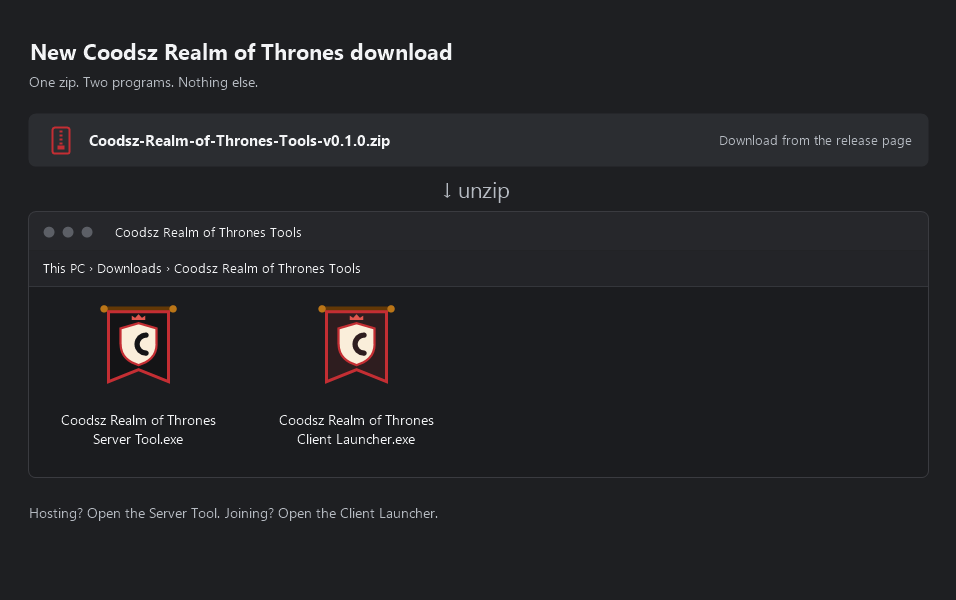 New Coodsz Realm of Thrones download
One zip. Two programs. Nothing else.
Coodsz-Realm-of-Thrones-Tools-v0.1.0.zip
Download from the release page
↓ unzip
Coodsz Realm of Thrones Tools
This PC › Downloads › Coodsz Realm of Thrones Tools
C
C
Coodsz Realm of Thrones
Server Tool.exe
Coodsz Realm of Thrones
Client Launcher.exe
Hosting? Open the Server Tool. Joining? Open the Client Launcher.